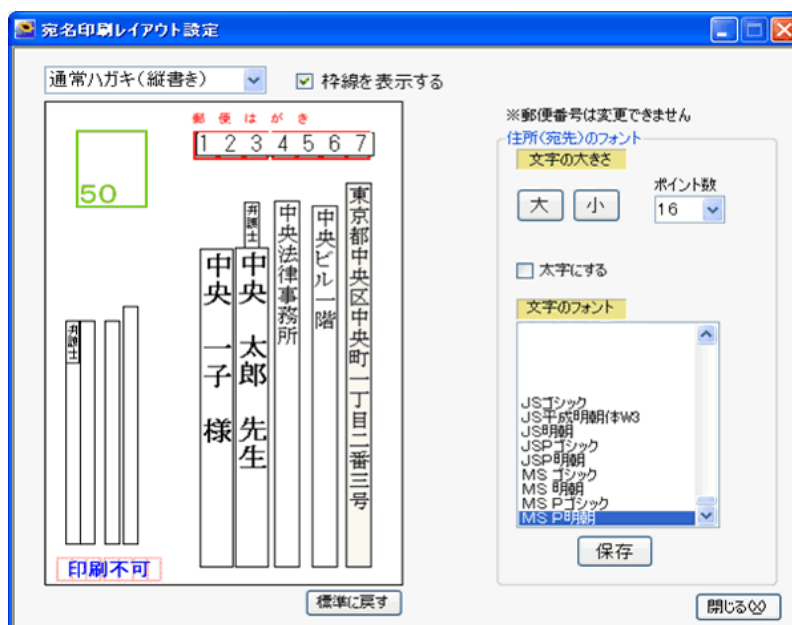 宛名印刷レイアウト設定
通常ハガキ(縦書き)
枠線を表示する
郵便はがき
1 2 3 4 5 6 7
50
東京都中央区中央町一丁目二番三号
中央ビル一階
中央法律事務所
弁護士
中央 太郎 先生
中央 一子 様
弁護士
印刷不可
標準に戻す
※郵便番号は変更できません
住所(宛先)のフォント
文字の大きさ
大 小
ポイント数
16
太字にする
文字のフォント
JSゴシック
JS平成明朝体W3
JS明朝
JSPゴシック
JSP明朝
MS ゴシック
MS 明朝
MS Pゴシック
MS P明朝
保存
閉じる(X)